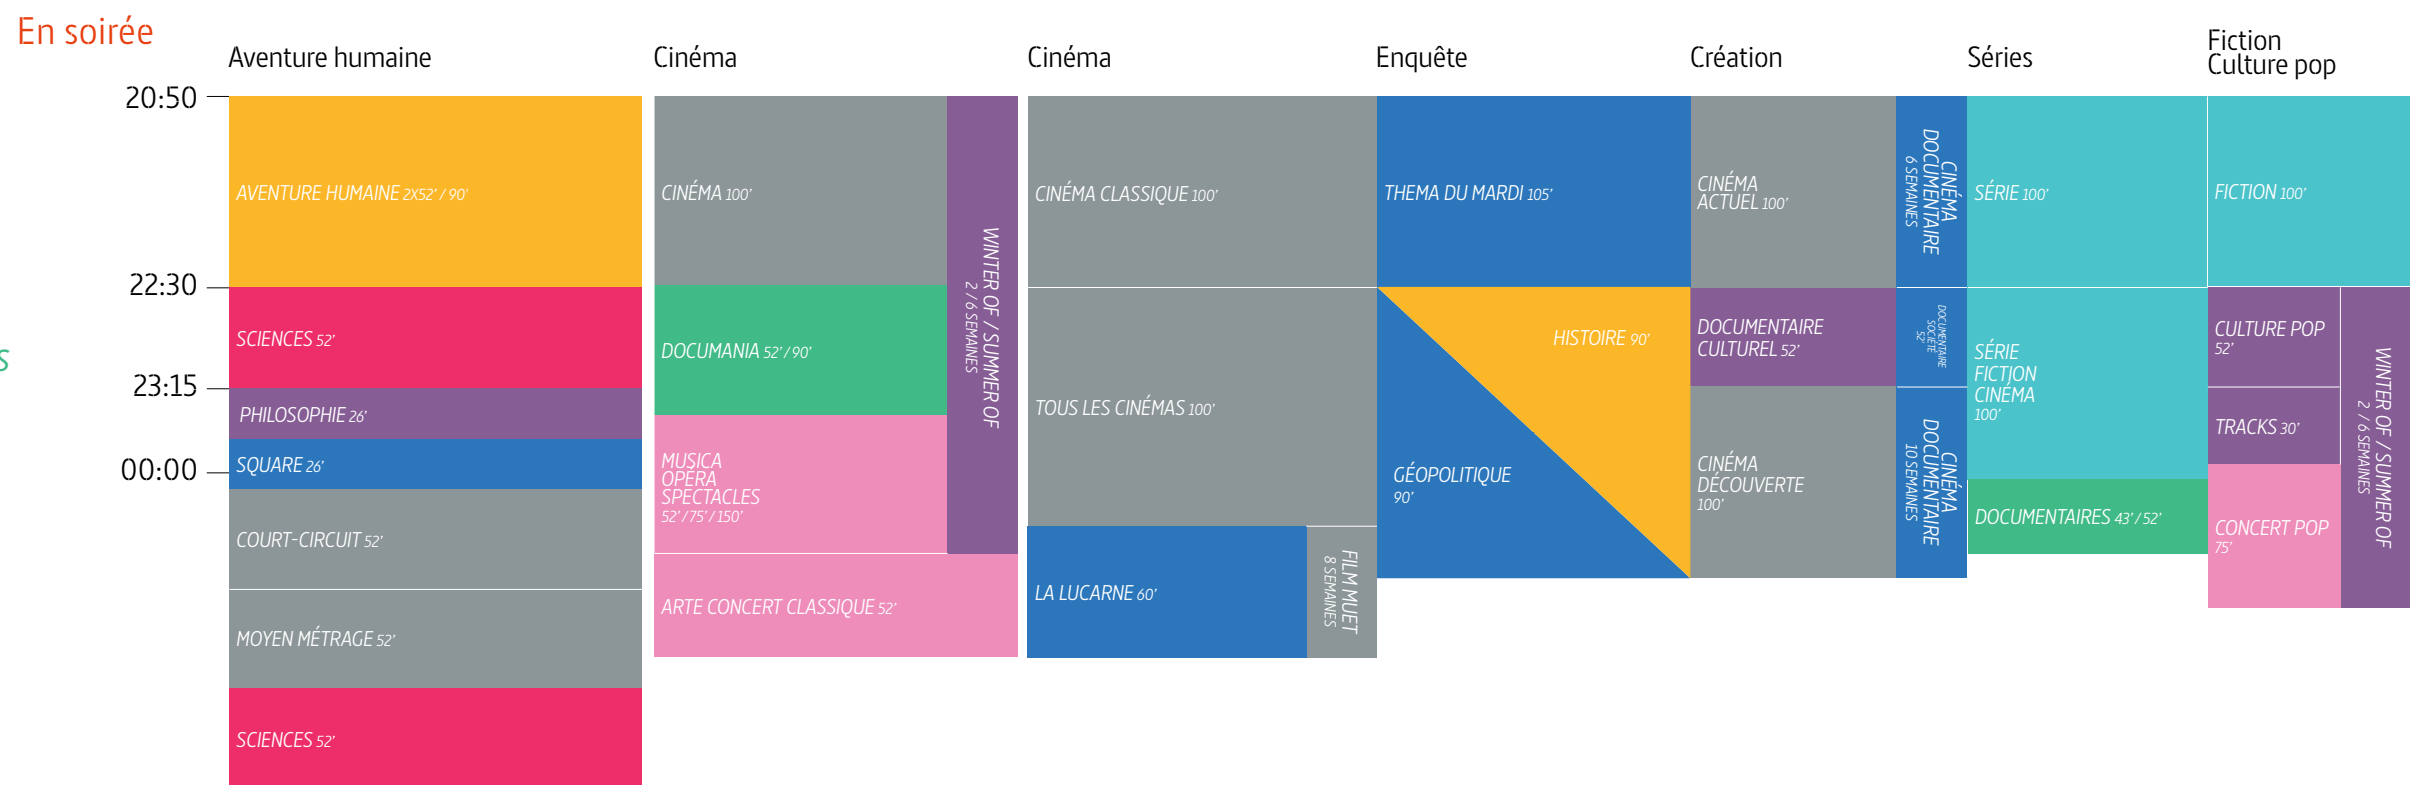 En soirée
Aventure humaine
Cinéma
Cinéma
Enquête
Création
Séries
Fiction
Culture pop
20:50
22:30
23:15
00:00
s
AVENTURE HUMAINE 2X52’ / 90’
SCIENCES 52’
PHILOSOPHIE 26’
SQUARE 26’
COURT-CIRCUIT 52’
MOYEN MÉTRAGE 52’
SCIENCES 52’
CINÉMA 100’
DOCUMANIA 52’ / 90’
MUSICA
OPÉRA
SPECTACLES
52’ / 75’ / 150’
ARTE CONCERT CLASSIQUE 52’
WINTER OF / SUMMER OF
2 / 6 SEMAINES
CINÉMA CLASSIQUE 100’
TOUS LES CINÉMAS 100’
LA LUCARNE 60’
FILM MUET
8 SEMAINES
THEMA DU MARDI 105’
HISTOIRE 90’
GÉOPOLITIQUE
90’
CINÉMA
ACTUEL 100’
DOCUMENTAIRE
CULTUREL 52’
CINÉMA
DÉCOUVERTE
100’
CINÉMA
DOCUMENTAIRE
6 SEMAINES
DOCUMENTAIRE
SOCIÉTÉ
52’
CINÉMA
DOCUMENTAIRE
10 SEMAINES
SÉRIE 100’
SÉRIE
FICTION
CINÉMA
100’
DOCUMENTAIRES 43’ / 52’
FICTION 100’
CULTURE POP
52’
TRACKS 30’
CONCERT POP
75’
WINTER OF / SUMMER OF
2 / 6 SEMAINES